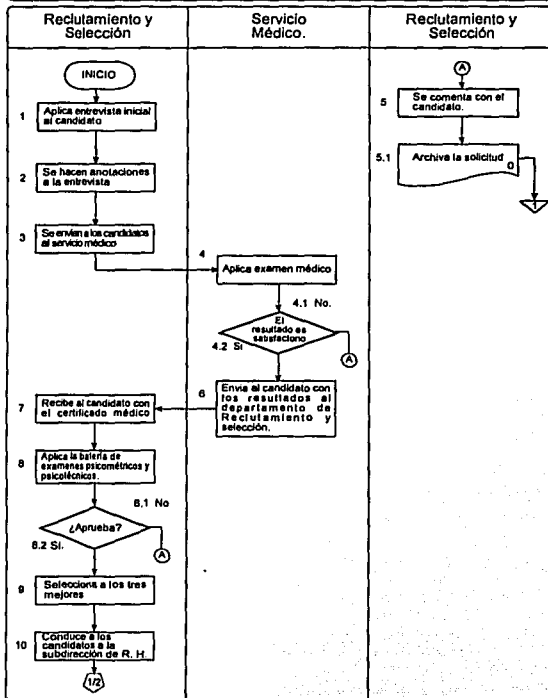 Reclutamiento y
Selección
Servicio
Médico.
Reclutamiento y
Selección
INICIO
1
Aplica entrevista inicial
al candidato
2
Se hacen anotaciones
a la entrevista
3
Se envian a los candidatos
al servicio médico
4
Aplica examen médico
4.1 No.
El
resultado es
satisfactorio
4.2 Si
A
6
Envia al candidato con
los resultados al
departamento de
Reclutamiento y
selección.
7
Recibe al candidato con
el certificado médico
8
Aplica la batería de
examenes psicométricos y
psicotécnicos.
8.1 No
¿Aprueba?
8.2 Si.
A
9
Selecciona a los tres
mejores
10
Conduce a los
candidatos a la
subdirección de R. H.
1/2
A
5
Se comenta con el
candidato.
5.1
Archiva la solicitud
0